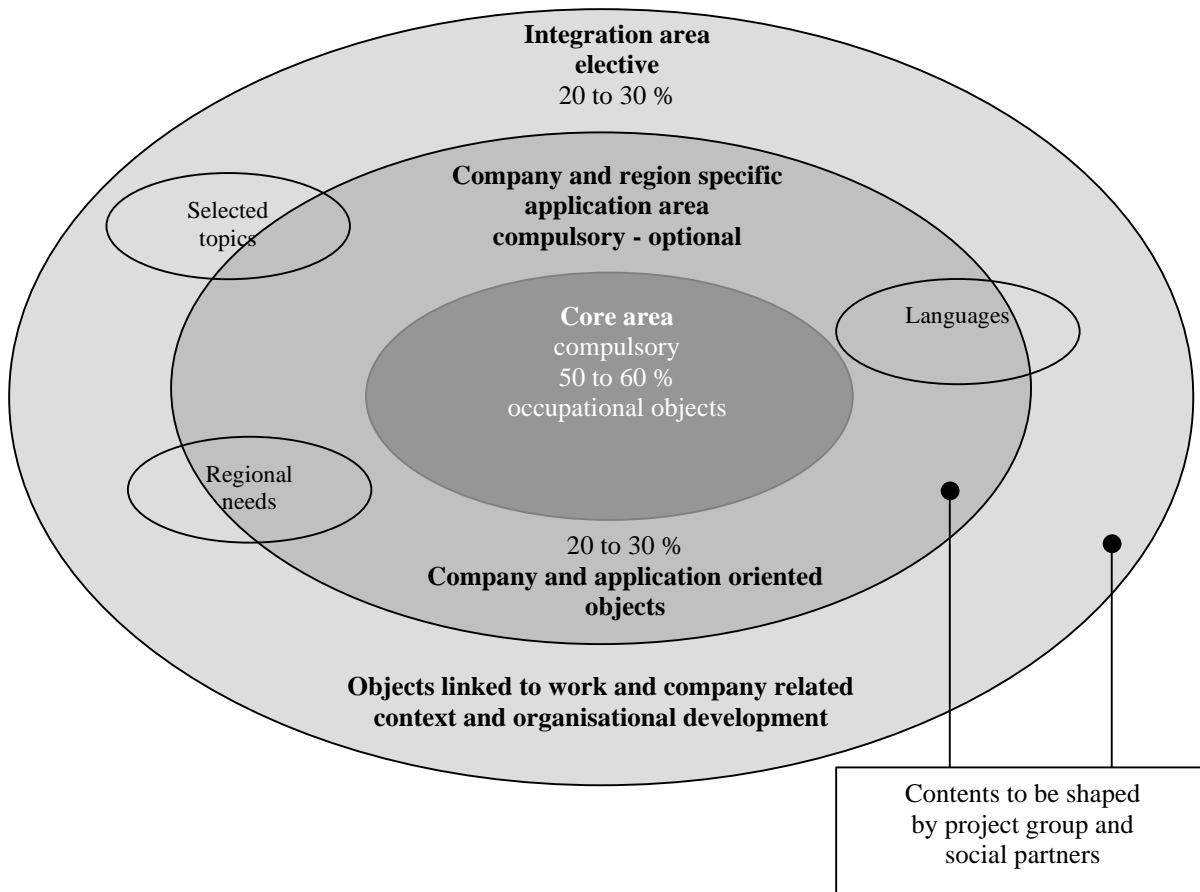 Integration area
elective
20 to 30 %
Company and region specific
application area
compulsory - optional
Selected
topics
Languages
Core area
compulsory
50 to 60 %
occupational objects
Regional
needs
20 to 30 %
Company and application oriented
objects
Objects linked to work and company related
context and organisational development
Contents to be shaped
by project group and
social partners